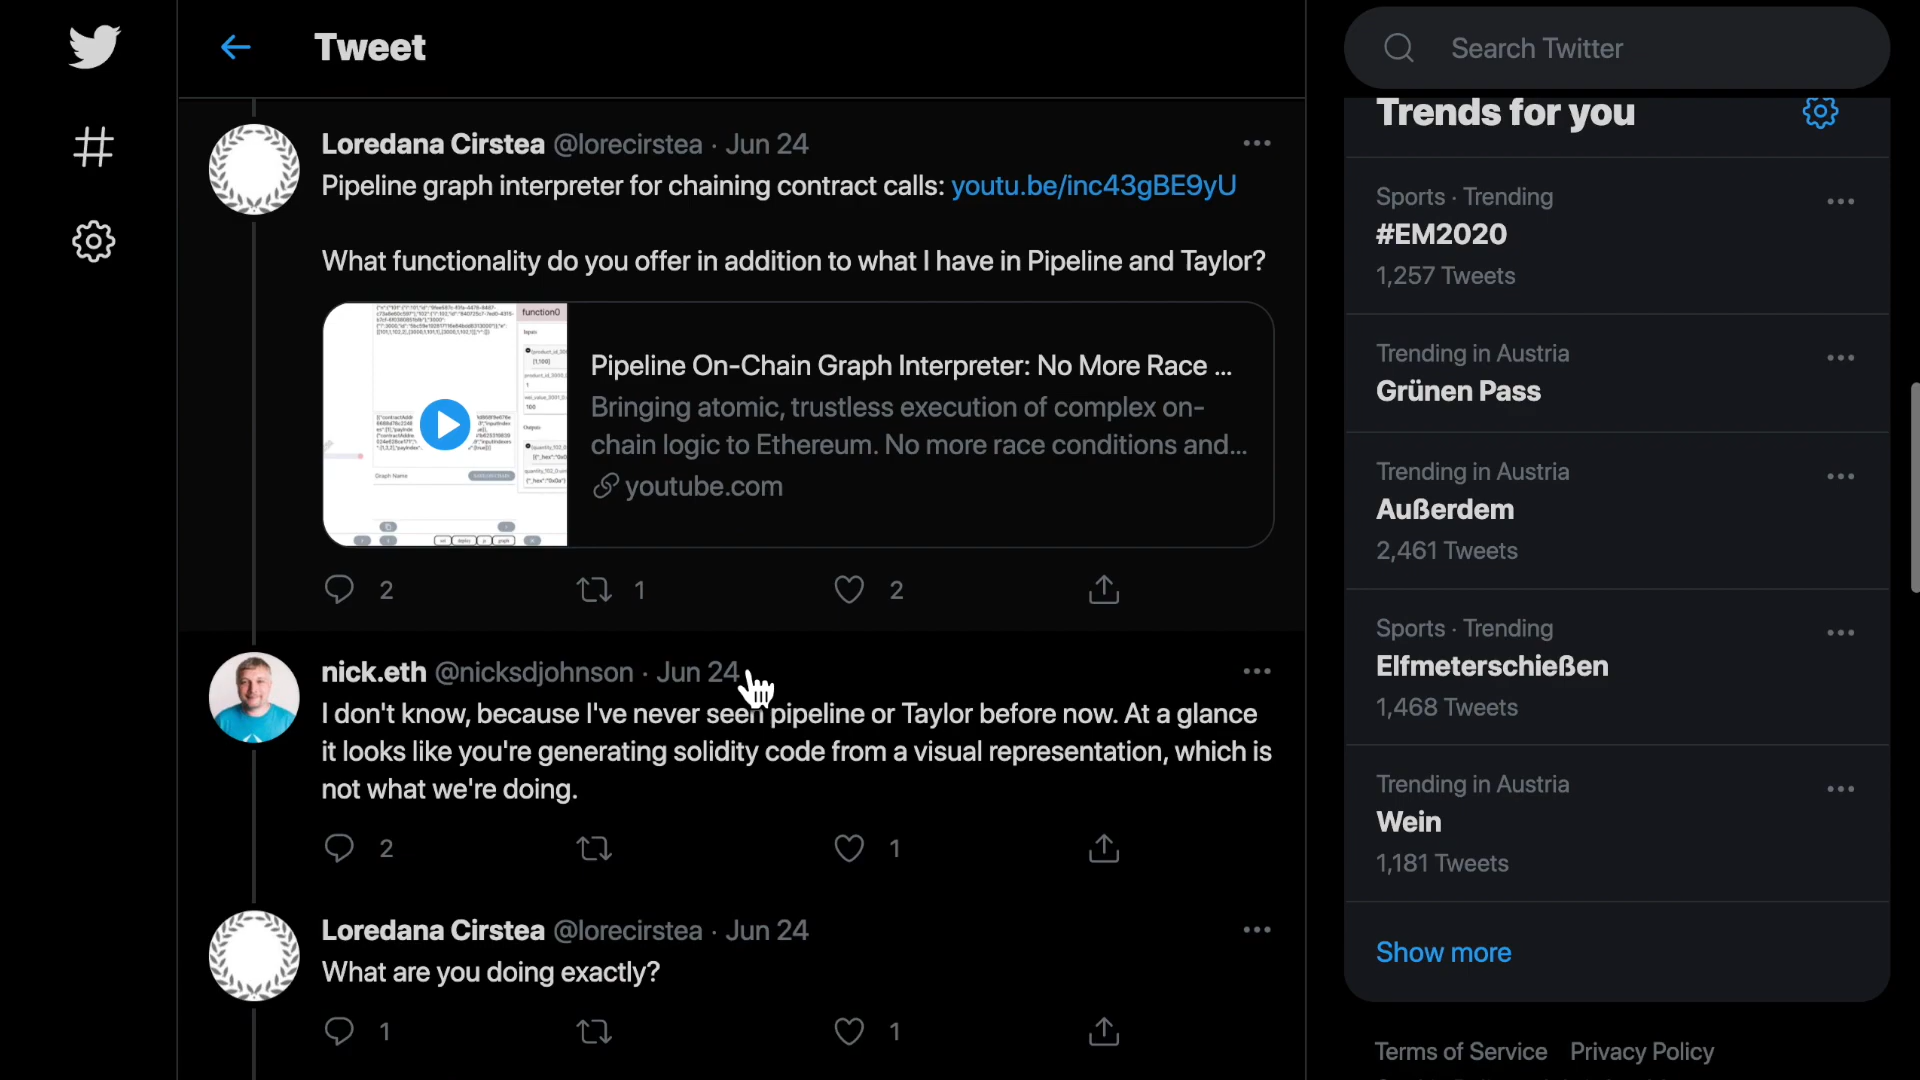 Tweet
Loredana Cirstea @lorecirstea · Jun 24
Pipeline graph interpreter for chaining contract calls: youtu.be/inc43gBE9yU
What functionality do you offer in addition to what I have in Pipeline and Taylor?
function0
Graph Name
Pipeline On-Chain Graph Interpreter: No More Race ...
Bringing atomic, trustless execution of complex on-
chain logic to Ethereum. No more race conditions and...
youtube.com
2 1 2
nick.eth @nicksdjohnson · Jun 24
I don't know, because I've never seen pipeline or Taylor before now. At a glance
it looks like you're generating solidity code from a visual representation, which is
not what we're doing.
2 1
Loredana Cirstea @lorecirstea · Jun 24
What are you doing exactly?
1 1
Search Twitter
Trends for you
Sports · Trending
#EM2020
1,257 Tweets
Trending in Austria
Grünen Pass
Trending in Austria
Außerdem
2,461 Tweets
Sports · Trending
Elfmeterschießen
1,468 Tweets
Trending in Austria
Wein
1,181 Tweets
Show more
Terms of Service Privacy Policy